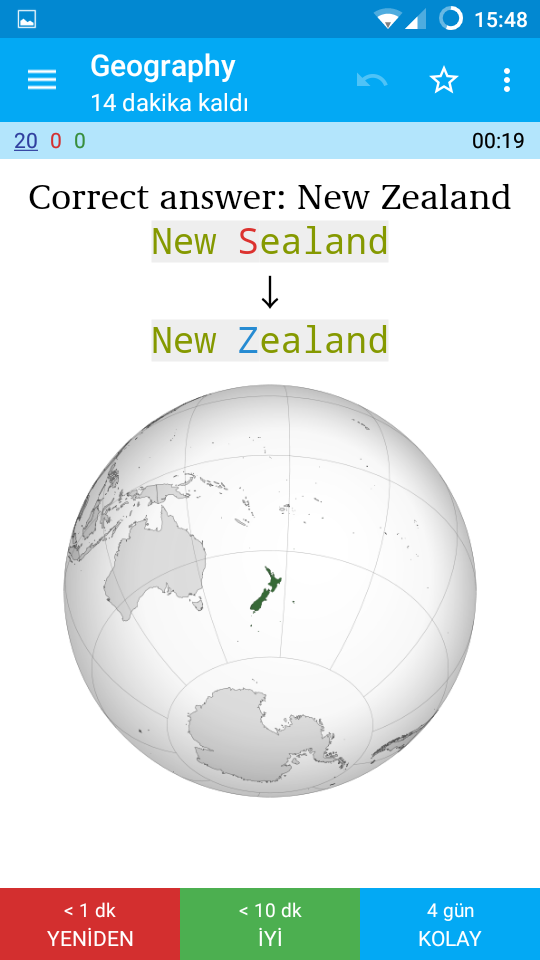 15:48
Geography
14 dakika kaldı
20 0 0 00:19
Correct answer: New Zealand
New Sealand
↓
New Zealand
< 1 dk < 10 dk 4 gün
YENİDEN İYİ KOLAY